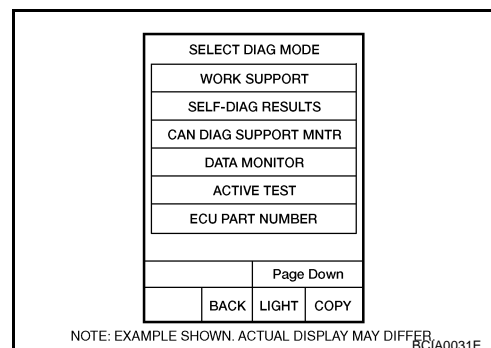 SELECT DIAG MODE
WORK SUPPORT
SELF-DIAG RESULTS
CAN DIAG SUPPORT MNTR
DATA MONITOR
ACTIVE TEST
ECU PART NUMBER
Page Down
BACK LIGHT COPY
NOTE: EXAMPLE SHOWN. ACTUAL DISPLAY MAY DIFFER.
BCIA0031E